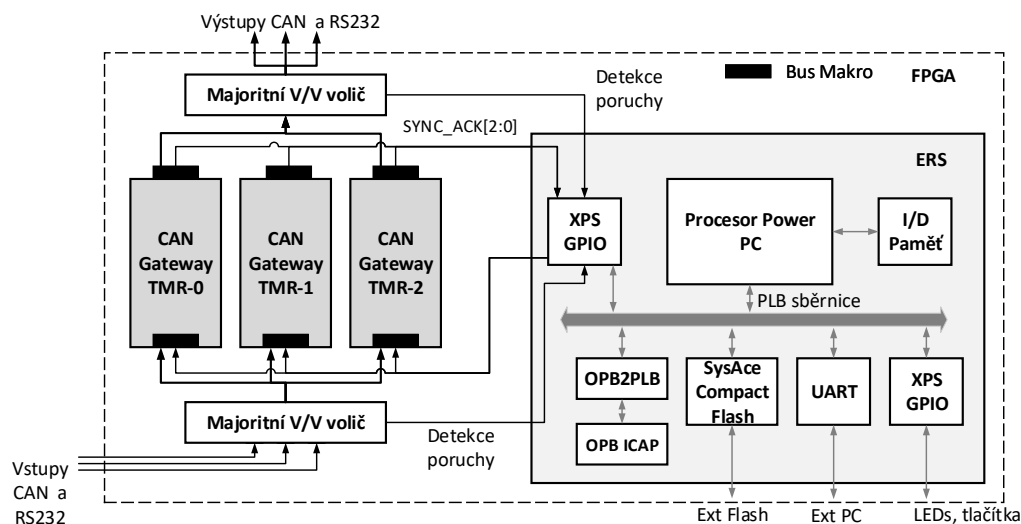 Výstupy CAN a RS232
Majoritní V/V volič
Detekce
poruchy
Bus Makro
FPGA
SYNC_ACK[2:0]
ERS
CAN
Gateway
TMR-0
CAN
Gateway
TMR-1
CAN
Gateway
TMR-2
XPS
GPIO
Procesor Power
PC
I/D
Paměť
PLB sběrnice
OPB2PLB
SysAce
Compact
Flash
UART
XPS
GPIO
OPB ICAP
Majoritní V/V volič
Detekce
poruchy
Vstupy
CAN a
RS232
Ext Flash
Ext PC
LEDs, tlačítka